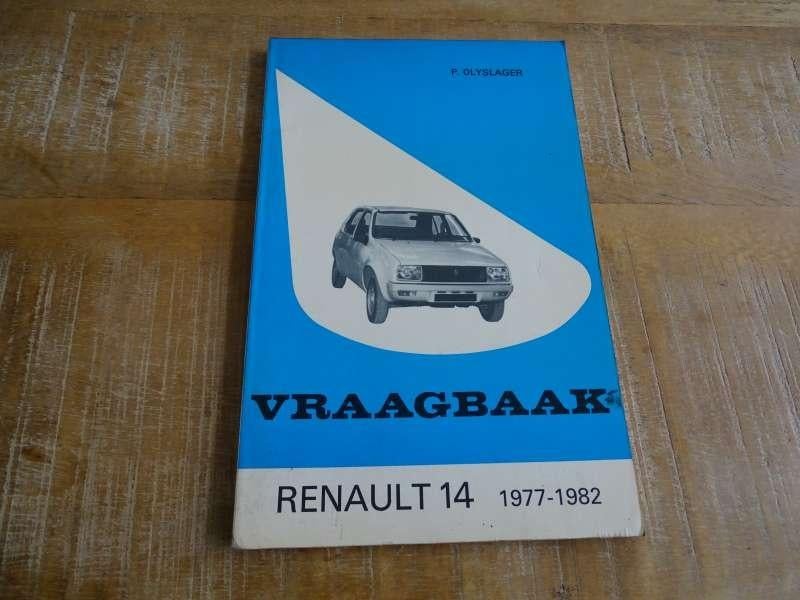 P. OLYSLAGER
VRAAGBAAK
RENAULT 14 1977-1982